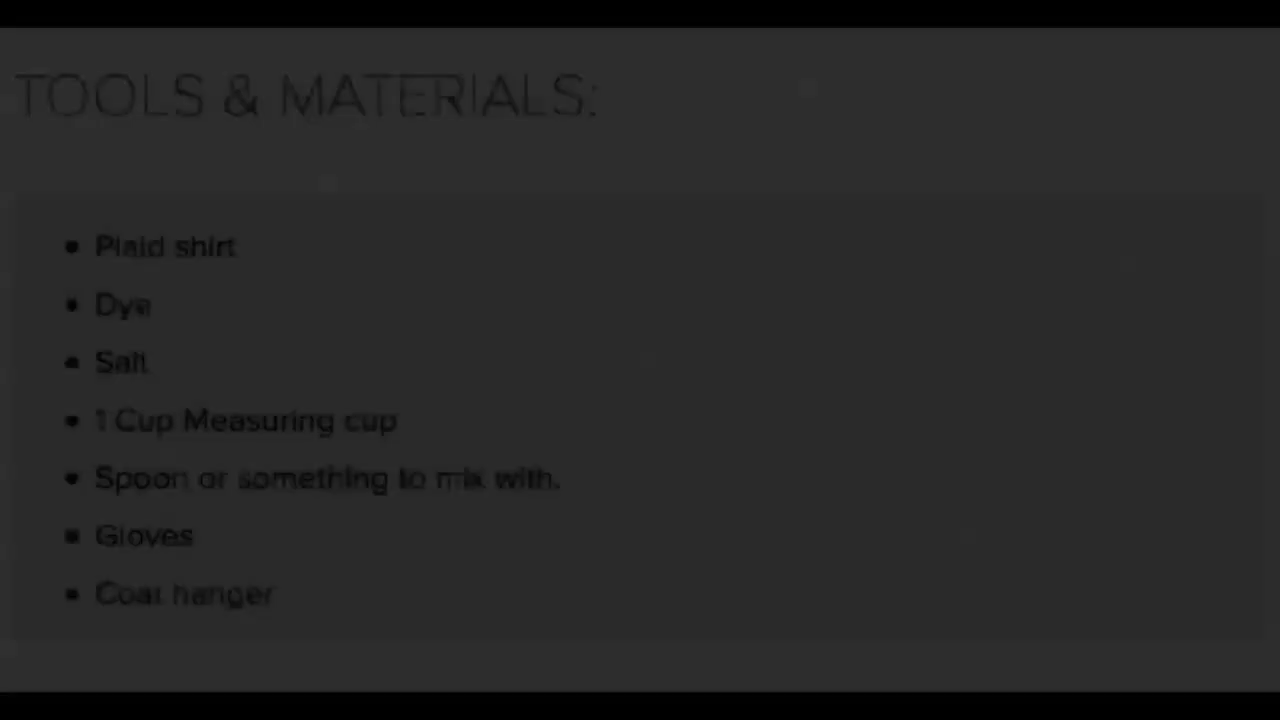 TOOLS & MATERIALS:
Plaid shirt
Dye
Salt
1 Cup Measuring cup
Spoon or something to mix with.
Gloves
Coat hanger